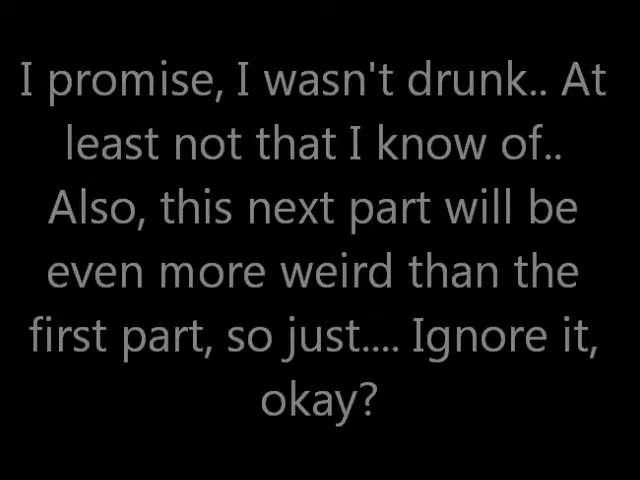 I promise, I wasn't drunk.. At
least not that I know of..
Also, this next part will be
even more weird than the
first part, so just.... Ignore it,
okay?